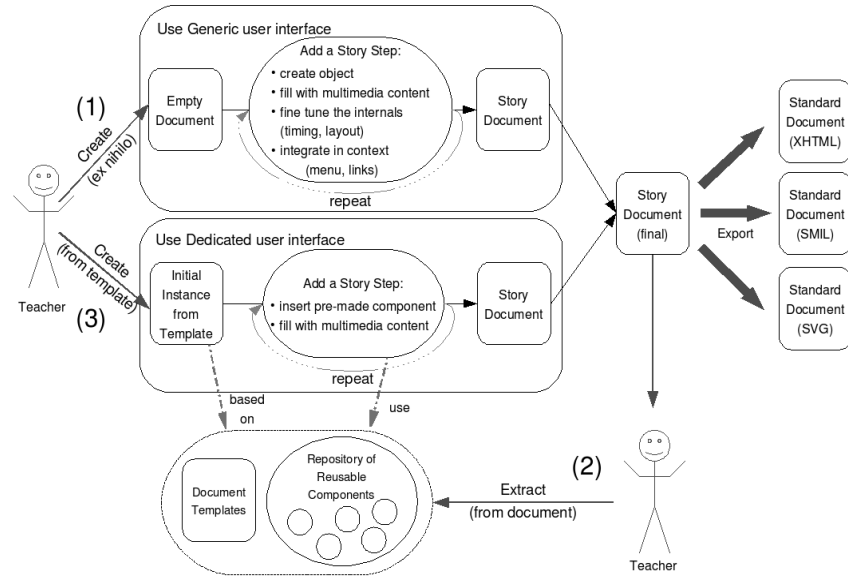 Use Generic user interface
(1)
Create
(ex nihilo)
Empty
Document
Add a Story Step:
• create object
• fill with multimedia content
• fine tune the internals
(timing, layout)
• integrate in context
(menu, links)
repeat
Story
Document
Teacher
Create
(from template)
(3)
Use Dedicated user interface
Initial
Instance
from
Template
Add a Story Step:
• insert pre-made component
• fill with multimedia content
repeat
Story
Document
Story
Document
(final)
Export
Standard
Document
(XHTML)
Standard
Document
(SMIL)
Standard
Document
(SVG)
based
on
use
Document
Templates
Repository of
Reusable
Components
(2)
Extract
(from document)
Teacher